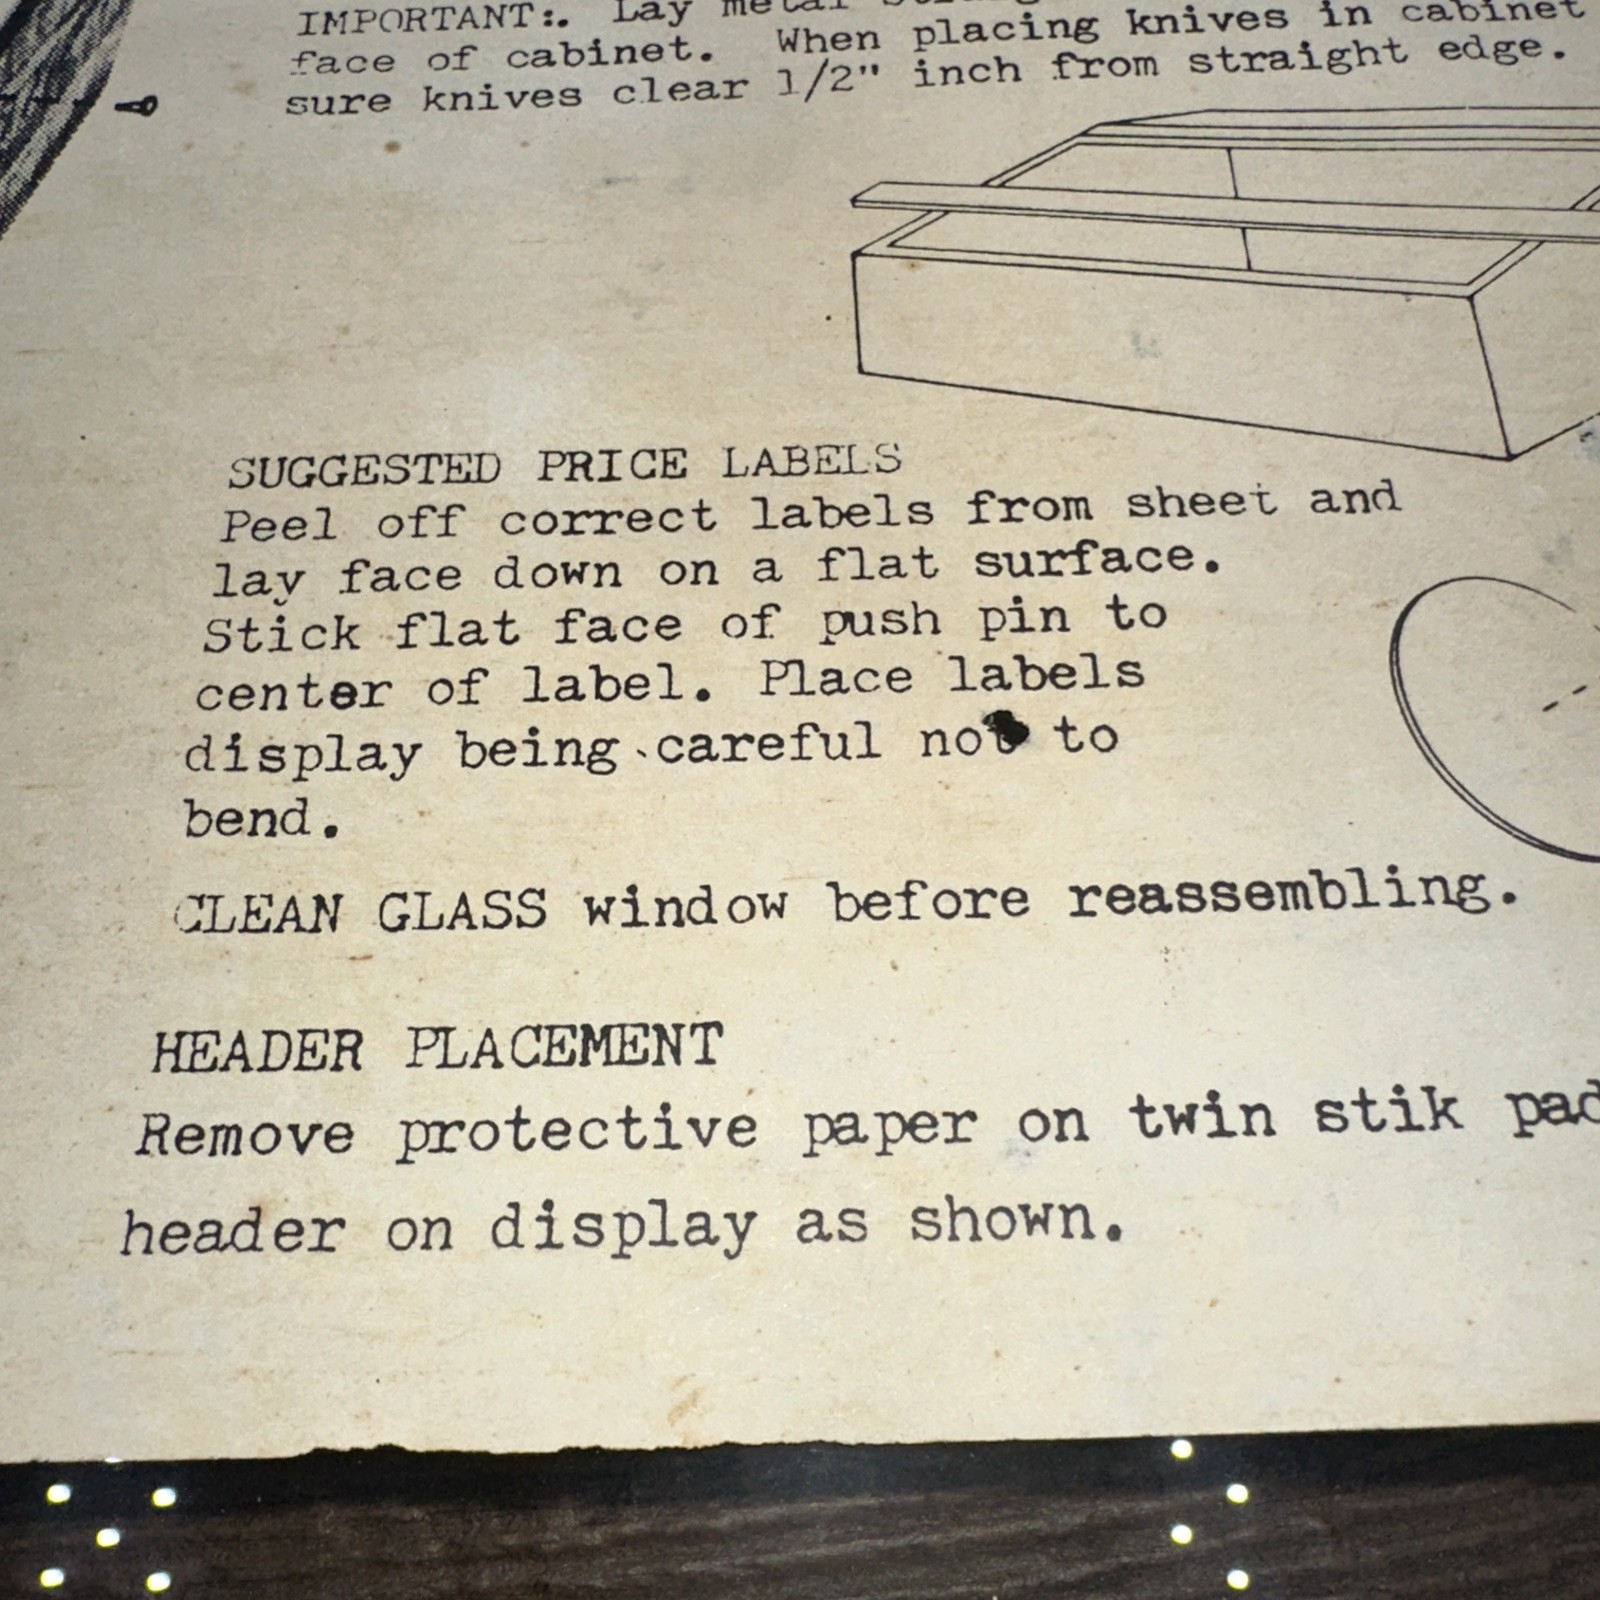 IMPORTANT:. Lay metal
face of cabinet. When placing knives in cabinet
sure knives clear 1/2" inch from straight edge.
SUGGESTED PRICE LABELS
Peel off correct labels from sheet and
lay face down on a flat surface.
Stick flat face of push pin to
center of label. Place labels
display being careful not to
bend.
CLEAN GLASS window before reassembling.
HEADER PLACEMENT
Remove protective paper on twin stik
header on display as shown.